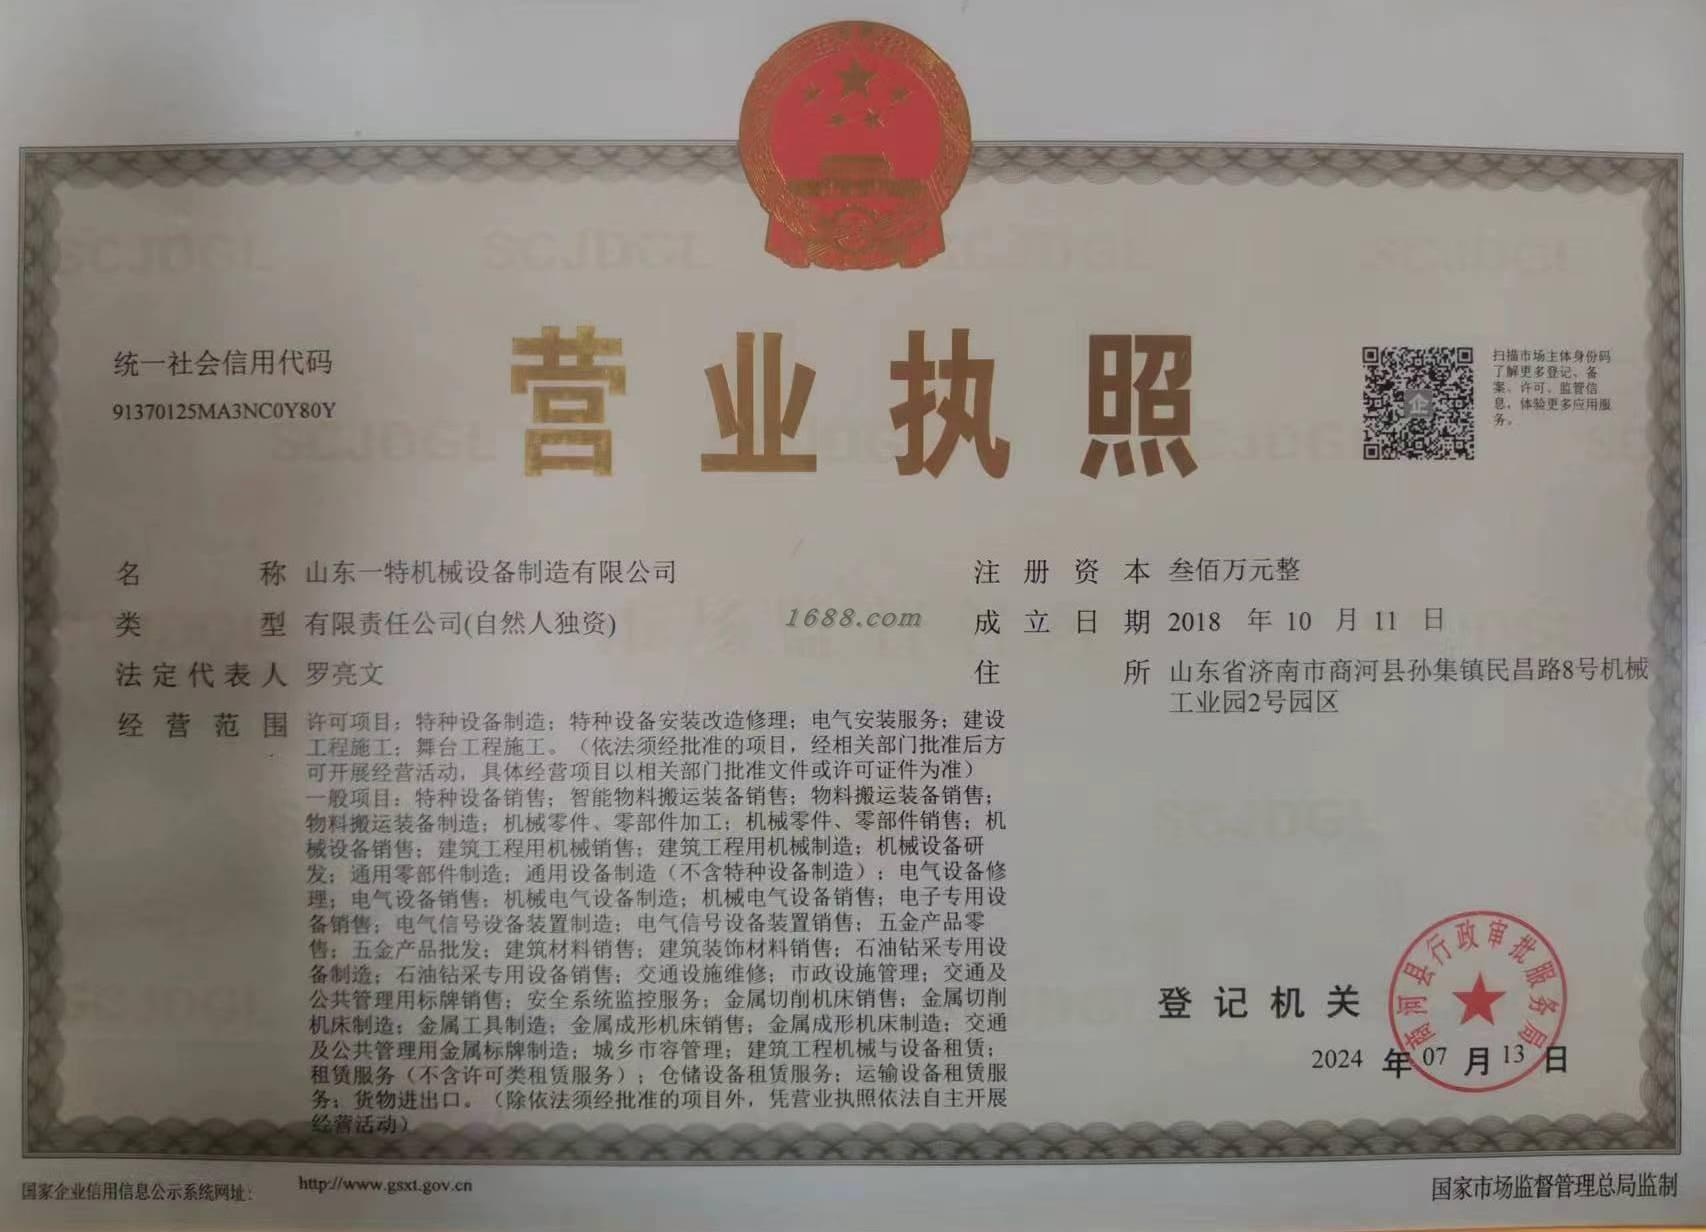 营业执照
统一社会信用代码
91370125MA3NC0Y80Y
扫描市场主体身份码
了解更多登记、备
案、许可、监管信
息，体验更多应用服
务。
名称 山东一特机械设备制造有限公司
类型 有限责任公司(自然人独资)
法定代表人 罗亮文
经营范围 许可项目：特种设备制造；特种设备安装改造修理；电气安装服务；建设
工程施工；舞台工程施工。（依法须经批准的项目，经相关部门批准后方
可开展经营活动，具体经营项目以相关部门批准文件或许可证件为准）
一般项目：特种设备销售；智能物料搬运装备销售；物料搬运装备销售；
物料搬运装备制造；机械零件、零部件加工；机械零件、零部件销售；机
械设备销售；建筑工程用机械销售；建筑工程用机械制造；机械设备研
发；通用零部件制造；通用设备制造（不含特种设备制造）；电气设备修
理；电气设备销售；机械电气设备制造；机械电气设备销售；电子专用设
备销售；电气信号设备装置制造；电气信号设备装置销售；五金产品零
售；五金产品批发；建筑材料销售；建筑装饰材料销售；石油钻采专用设
备制造；石油钻采专用设备销售；交通设施维修；市政设施管理；交通及
公共管理用标牌销售；安全系统监控服务；金属切削机床销售；金属切削
机床制造；金属工具制造；金属成形机床销售；金属成形机床制造；交通
及公共管理用金属标牌制造；城乡市容管理；建筑工程机械与设备租赁；
租赁服务（不含许可类租赁服务）；仓储设备租赁服务；运输设备租赁服
务；货物进出口。（除依法须经批准的项目外，凭营业执照依法自主开展
经营活动）
1688.com
注册资本 叁佰万元整
成立日期 2018 年 10 月 11 日
住所 山东省济南市商河县孙集镇民昌路8号机械
工业园2号园区
登记机关
商河县行政审批服务局
2024 年 07 月 13 日
国家企业信用信息公示系统网址：
http://www.gsxt.gov.cn
国家市场监督管理总局监制